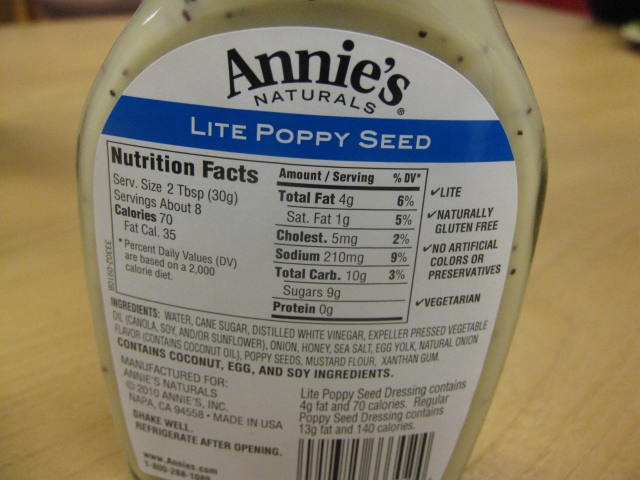 Annie's
NATURALS®
LITE POPPY SEED
Nutrition Facts
Serv. Size 2 Tbsp (30g)
Servings About 8
Calories 70
Fat Cal. 35
*Percent Daily Values (DV)
are based on a 2,000
calorie diet.
Amount / Serving % DV*
Total Fat 4g 6%
Sat. Fat 1g 5%
Cholest. 5mg 2%
Sodium 210mg 9%
Total Carb. 10g 3%
Sugars 9g
Protein 0g
✓LITE
✓NATURALLY
GLUTEN FREE
✓NO ARTIFICIAL
COLORS OR
PRESERVATIVES
✓VEGETARIAN
INGREDIENTS: WATER, CANE SUGAR, DISTILLED WHITE VINEGAR, EXPELLER PRESSED VEGETABLE
OIL (CANOLA, SOY, AND/OR SUNFLOWER), ONION, HONEY, SEA SALT, EGG YOLK, NATURAL ONION
FLAVOR (CONTAINS COCONUT OIL), POPPY SEEDS, MUSTARD FLOUR, XANTHAN GUM.
CONTAINS COCONUT, EGG, AND SOY INGREDIENTS.
MANUFACTURED FOR:
ANNIE'S NATURALS
© 2010 ANNIE'S, INC.
NAPA, CA 94558 • MADE IN USA
SHAKE WELL.
REFRIGERATE AFTER OPENING.
www.Annies.com
Lite Poppy Seed Dressing contains
4g fat and 70 calories. Regular
Poppy Seed Dressing contains
13g fat and 140 calories.